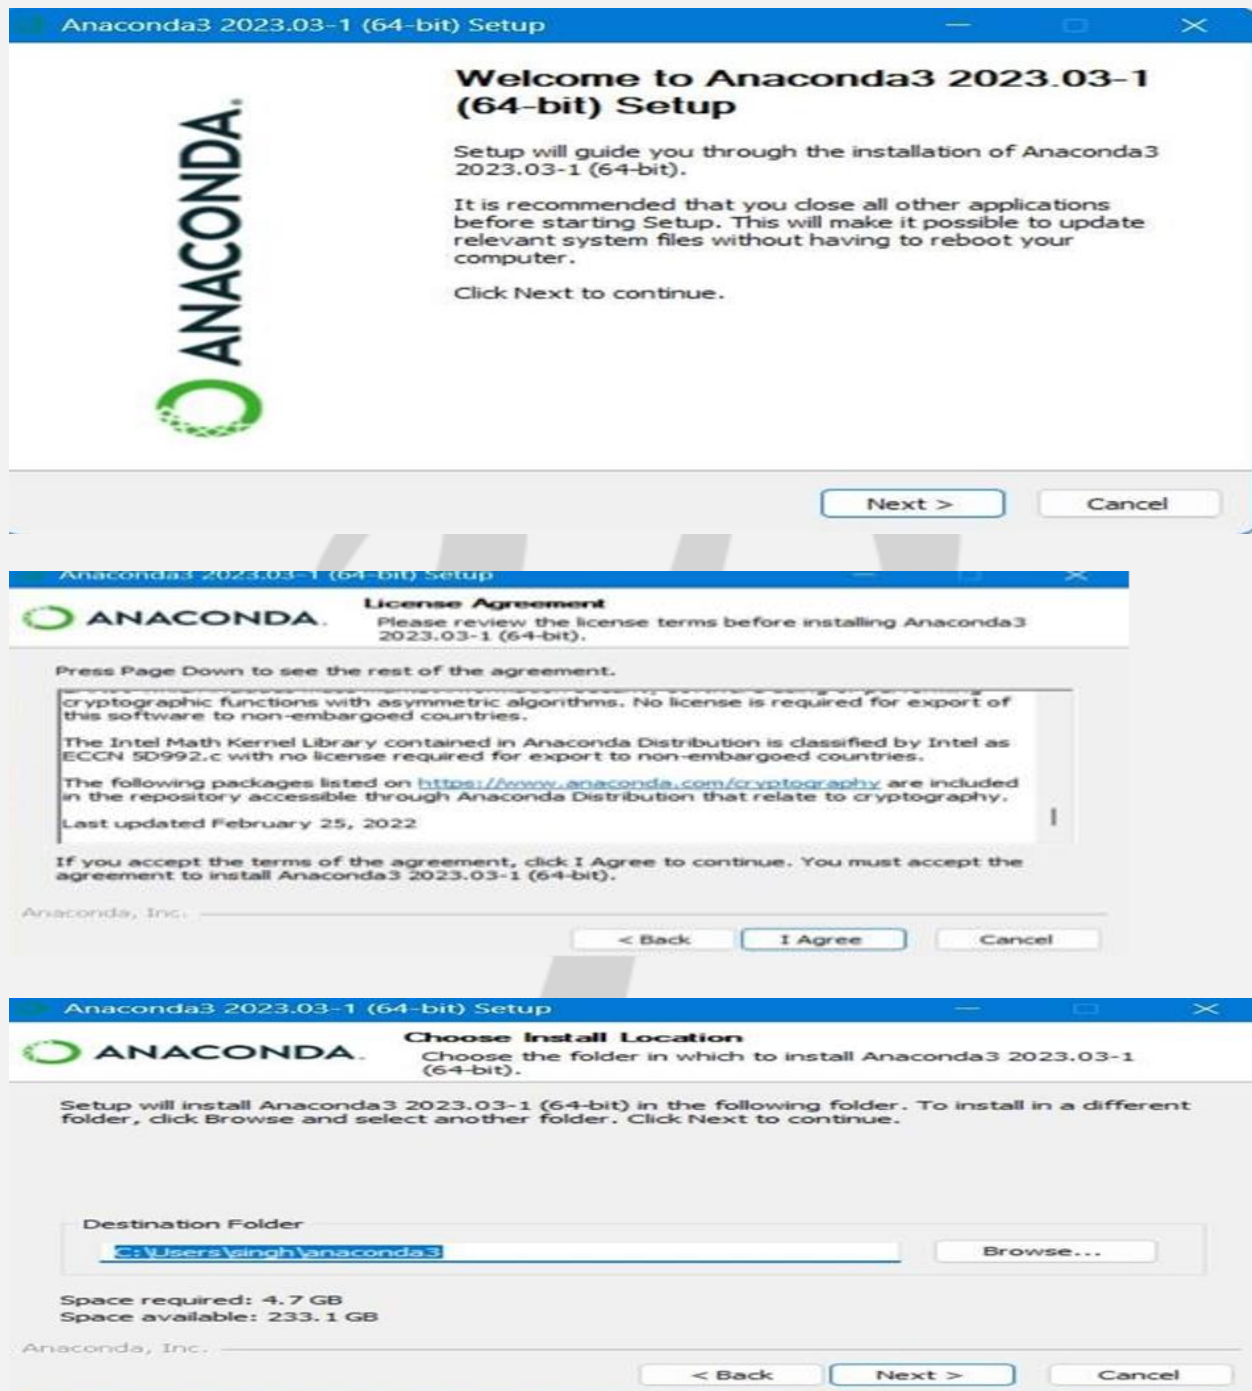 Anaconda3 2023.03-1 (64-bit) Setup
ANACONDA.
Welcome to Anaconda3 2023.03-1
(64-bit) Setup
Setup will guide you through the installation of Anaconda3
2023.03-1 (64-bit).
It is recommended that you close all other applications
before starting Setup. This will make it possible to update
relevant system files without having to reboot your
computer.
Click Next to continue.
Next >
Cancel
Anaconda3 2023.03-1 (64-bit) Setup
ANACONDA.
License Agreement
Please review the license terms before installing Anaconda3
2023.03-1 (64-bit).
Press Page Down to see the rest of the agreement.
cryptographic functions with asymmetric algorithms. No license is required for export of
this software to non-embargoed countries.
The Intel Math Kernel Library contained in Anaconda Distribution is classified by Intel as
ECCN 5D992.c with no license required for export to non-embargoed countries.
The following packages listed on https://www.anaconda.com/cryptography are included
in the repository accessible through Anaconda Distribution that relate to cryptography.
Last updated February 25, 2022
If you accept the terms of the agreement, click I Agree to continue. You must accept the
agreement to install Anaconda3 2023.03-1 (64-bit).
Anaconda, Inc.
< Back
I Agree
Cancel
Anaconda3 2023.03-1 (64-bit) Setup
ANACONDA.
Choose Install Location
Choose the folder in which to install Anaconda3 2023.03-1
(64-bit).
Setup will install Anaconda3 2023.03-1 (64-bit) in the following folder. To install in a different
folder, click Browse and select another folder. Click Next to continue.
Destination Folder
C:\Users\singh\anaconda3
Browse...
Space required: 4.7 GB
Space available: 233.1 GB
Anaconda, Inc.
< Back
Next >
Cancel